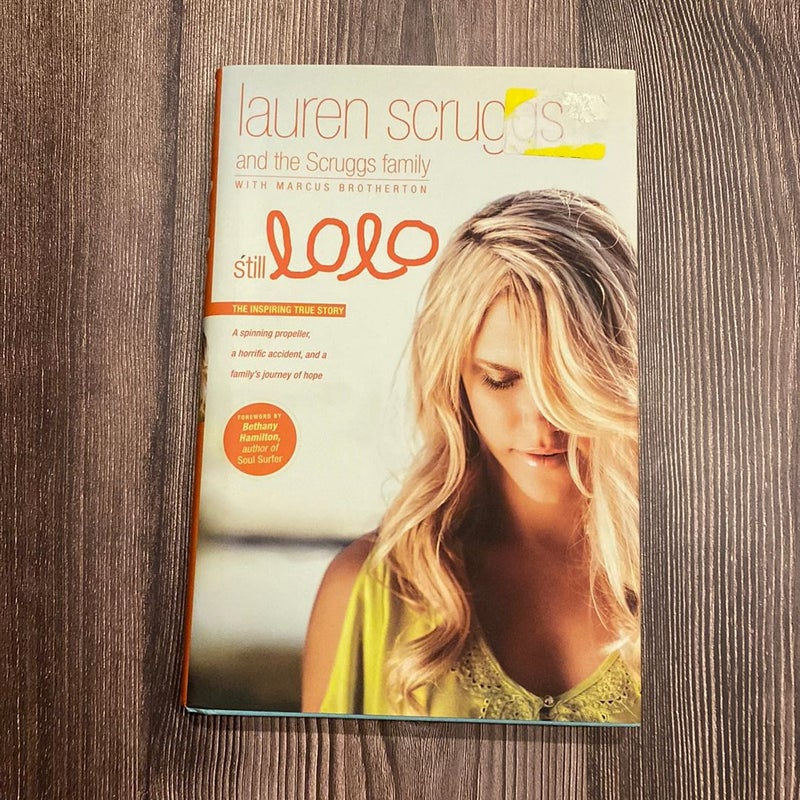 lauren scruggs
and the Scruggs family
WITH MARCUS BROTHERTON
still lolo
THE INSPIRING TRUE STORY
A spinning propeller,
a horrific accident, and a
family's journey of hope
FOREWORD BY
Bethany
Hamilton,
author of
Soul Surfer